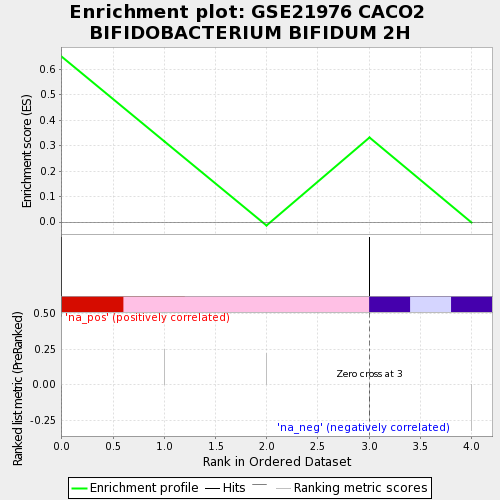 Enrichment plot: GSE21976 CACO2
BIFIDOBACTERIUM BIFIDUM 2H
Enrichment score (ES)
0.6
0.5
0.4
0.3
0.2
0.1
0.0
'na_pos' (positively correlated)
Zero cross at 3
'na_neg' (negatively correlated)
Ranked list metric (PreRanked)
0.50
0.25
0.00
-0.25
0.0 0.5 1.0 1.5 2.0 2.5 3.0 3.5 4.0
Rank in Ordered Dataset
Enrichment profile Hits Ranking metric scores